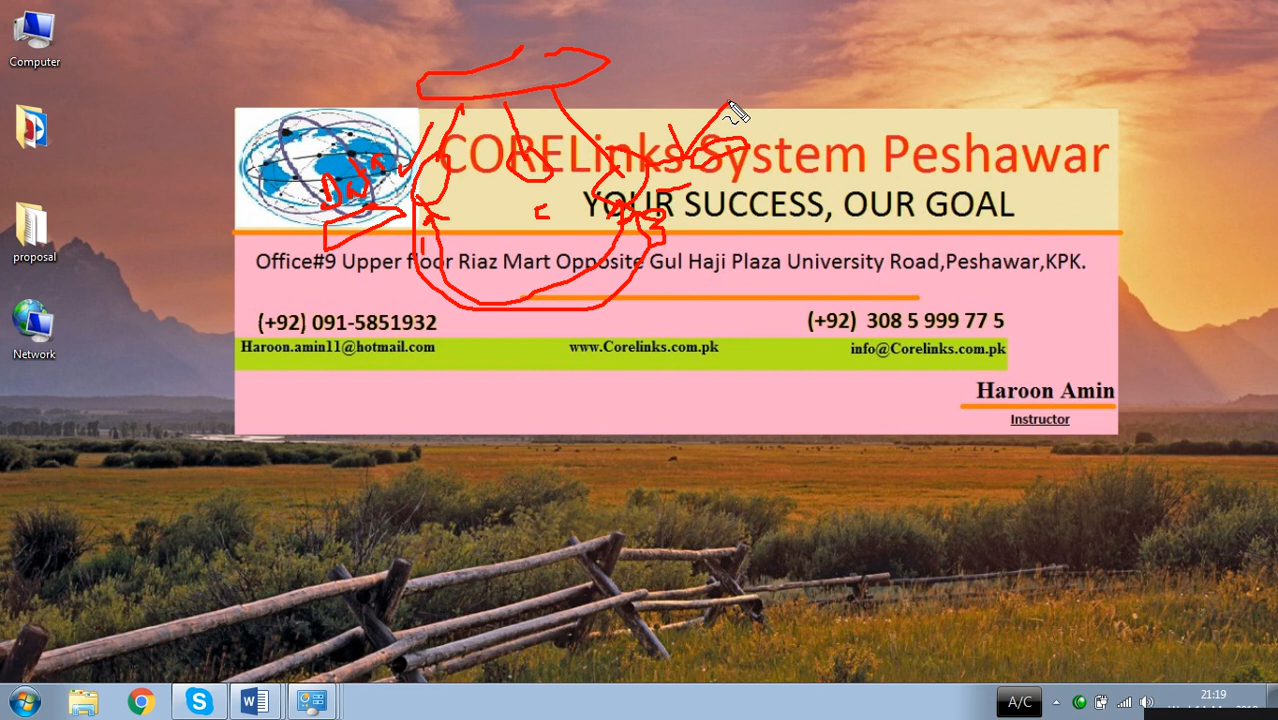 Computer
CORELinks System Peshawar
Data
YOUR SUCCESS, OUR GOAL
proposal
Office#9 Upper floor Riaz Mart Opposite Gul Haji Plaza University Road,Peshawar,KPK.
(+92) 091-5851932
(+92) 308 5 999 77 5
Haroon.amin11@hotmail.com
www.Corelinks.com.pk
info@Corelinks.com.pk
Network
Haroon Amin
Instructor
A/C
21:19